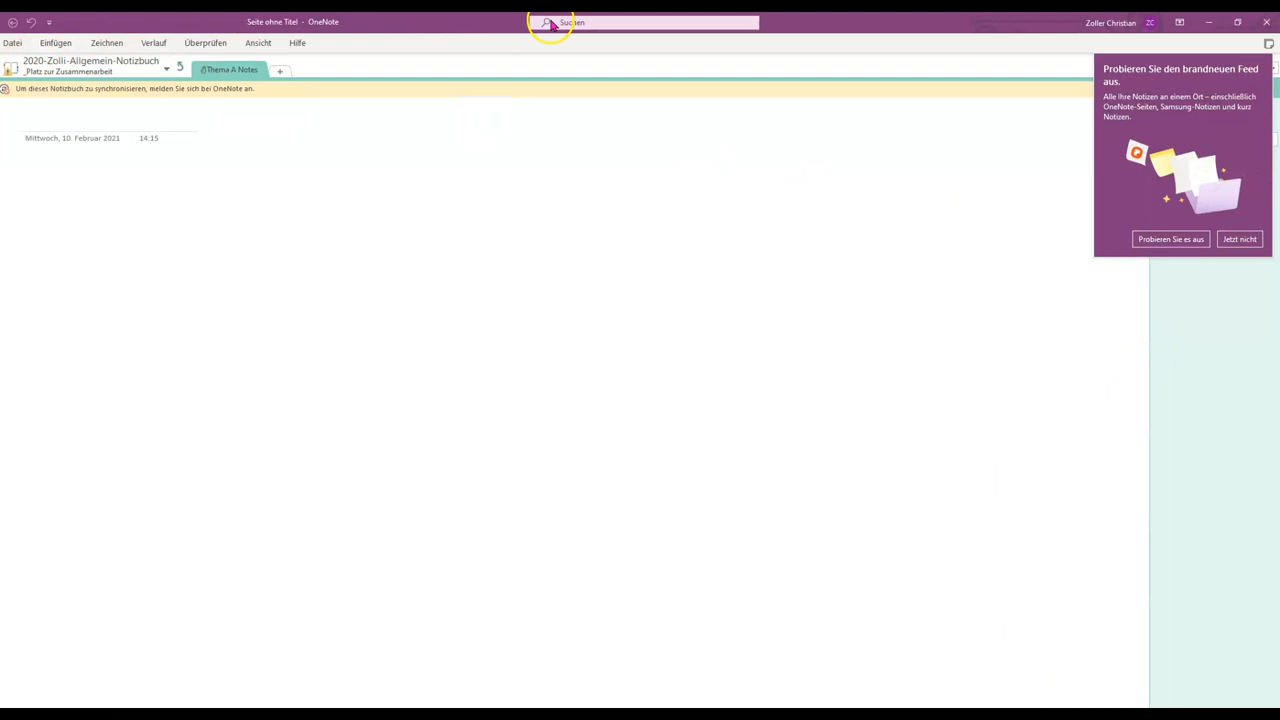 Seite ohne Titel - OneNote
Suchen
Zoller Christian
ZC
Datei Einfügen Zeichnen Verlauf Überprüfen Ansicht Hilfe
2020-Zolli-Allgemein-Notizbuch
_Platz zur Zusammenarbeit
Thema A Notes
+
Um dieses Notizbuch zu synchronisieren, melden Sie sich bei OneNote an.
Mittwoch, 10. Februar 2021 14:15
Probieren Sie den brandneuen Feed
aus.
Alle Ihre Notizen an einem Ort – einschließlich
OneNote-Seiten, Samsung-Notizen und kurz
Notizen.
Probieren Sie es aus
Jetzt nicht